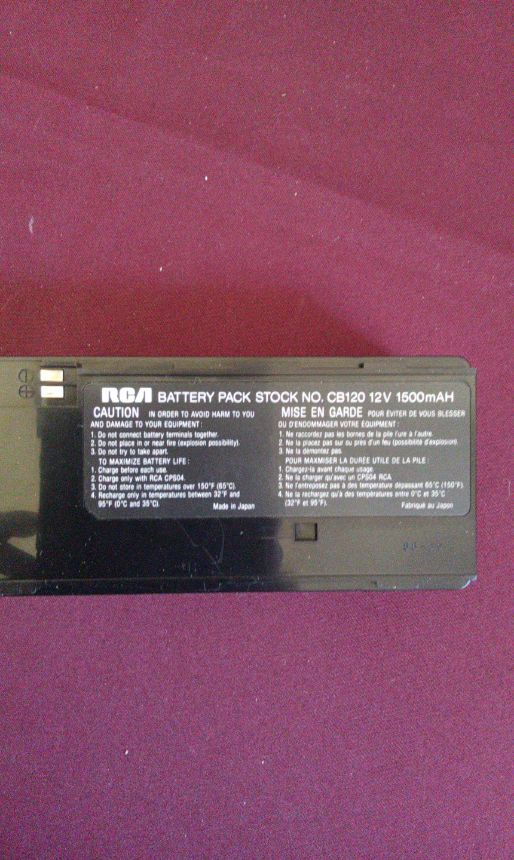 RCA BATTERY PACK STOCK NO. CB120 12V 1500mAH
CAUTION IN ORDER TO AVOID HARM TO YOU
AND DAMAGE TO YOUR EQUIPMENT:
1. Do not connect battery terminals together.
2. Do not place in or near fire (explosion possibility).
3. Do not try to take apart.
TO MAXIMIZE BATTERY LIFE:
1. Charge before each use.
2. Charge only with RCA CPS04.
3. Do not store in temperatures over 150°F (65°C).
4. Recharge only in temperatures between 32°F and
95°F (0°C and 35°C).
Made in Japan
MISE EN GARDE POUR ÉVITER DE VOUS BLESSER
OU D'ENDOMMAGER VOTRE ÉQUIPEMENT:
1. Ne raccordez pas les bornes de la pile l'une à l'autre.
2. Ne la placez pas sur ou près d'un feu (possibilité d'explosion).
3. Ne la démontez pas.
POUR MAXIMISER LA DURÉE UTILE DE LA PILE:
1. Chargez-la avant chaque usage.
2. Ne la charger qu'avec un CPS04 RCA.
3. Ne l'entreposez pas à des température dépassant 65°C (150°F).
4. Ne la rechargez qu'à des températures entre 0°C et 35°C
(32°F et 95°F).
Fabriqué au Japon